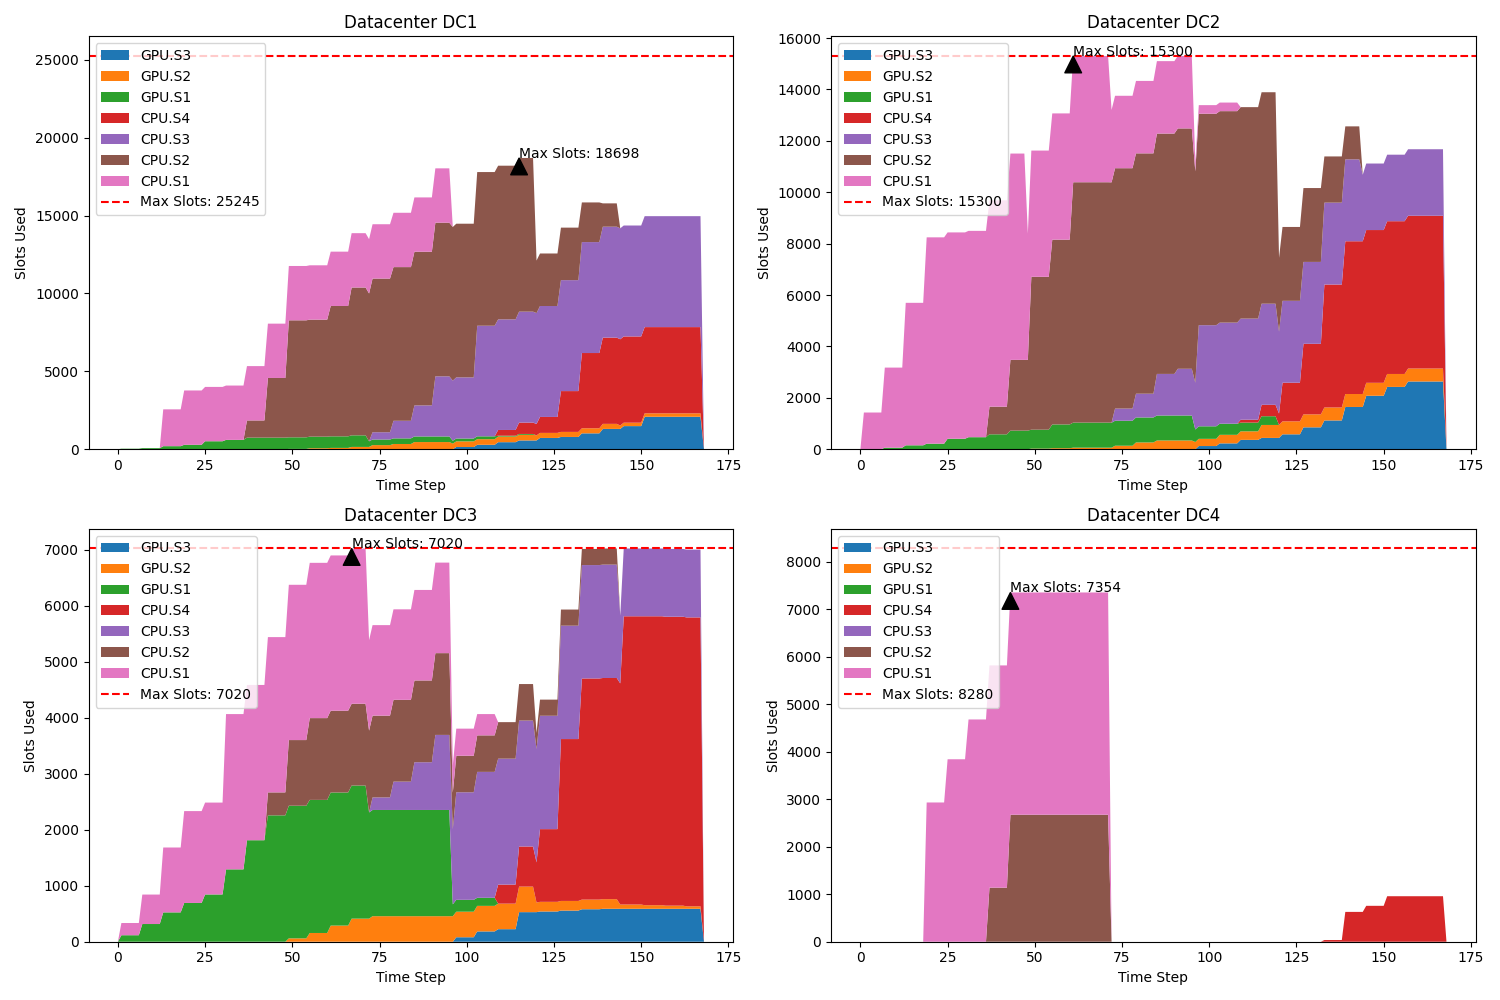 Datacenter DC1
Slots Used
25000
20000
15000
10000
5000
0
GPU.S3
GPU.S2
GPU.S1
CPU.S4
CPU.S3
CPU.S2
CPU.S1
Max Slots: 25245
Max Slots: 18698
0 25 50 75 100 125 150 175
Time Step
Datacenter DC2
Slots Used
16000
14000
12000
10000
8000
6000
4000
2000
0
GPU.S3
GPU.S2
GPU.S1
CPU.S4
CPU.S3
CPU.S2
CPU.S1
Max Slots: 15300
Max Slots: 15300
0 25 50 75 100 125 150 175
Time Step
Datacenter DC3
Slots Used
7000
6000
5000
4000
3000
2000
1000
0
GPU.S3
GPU.S2
GPU.S1
CPU.S4
CPU.S3
CPU.S2
CPU.S1
Max Slots: 7020
Max Slots: 7020
0 25 50 75 100 125 150 175
Time Step
Datacenter DC4
Slots Used
8000
7000
6000
5000
4000
3000
2000
1000
0
GPU.S3
GPU.S2
GPU.S1
CPU.S4
CPU.S3
CPU.S2
CPU.S1
Max Slots: 8280
Max Slots: 7354
0 25 50 75 100 125 150 175
Time Step